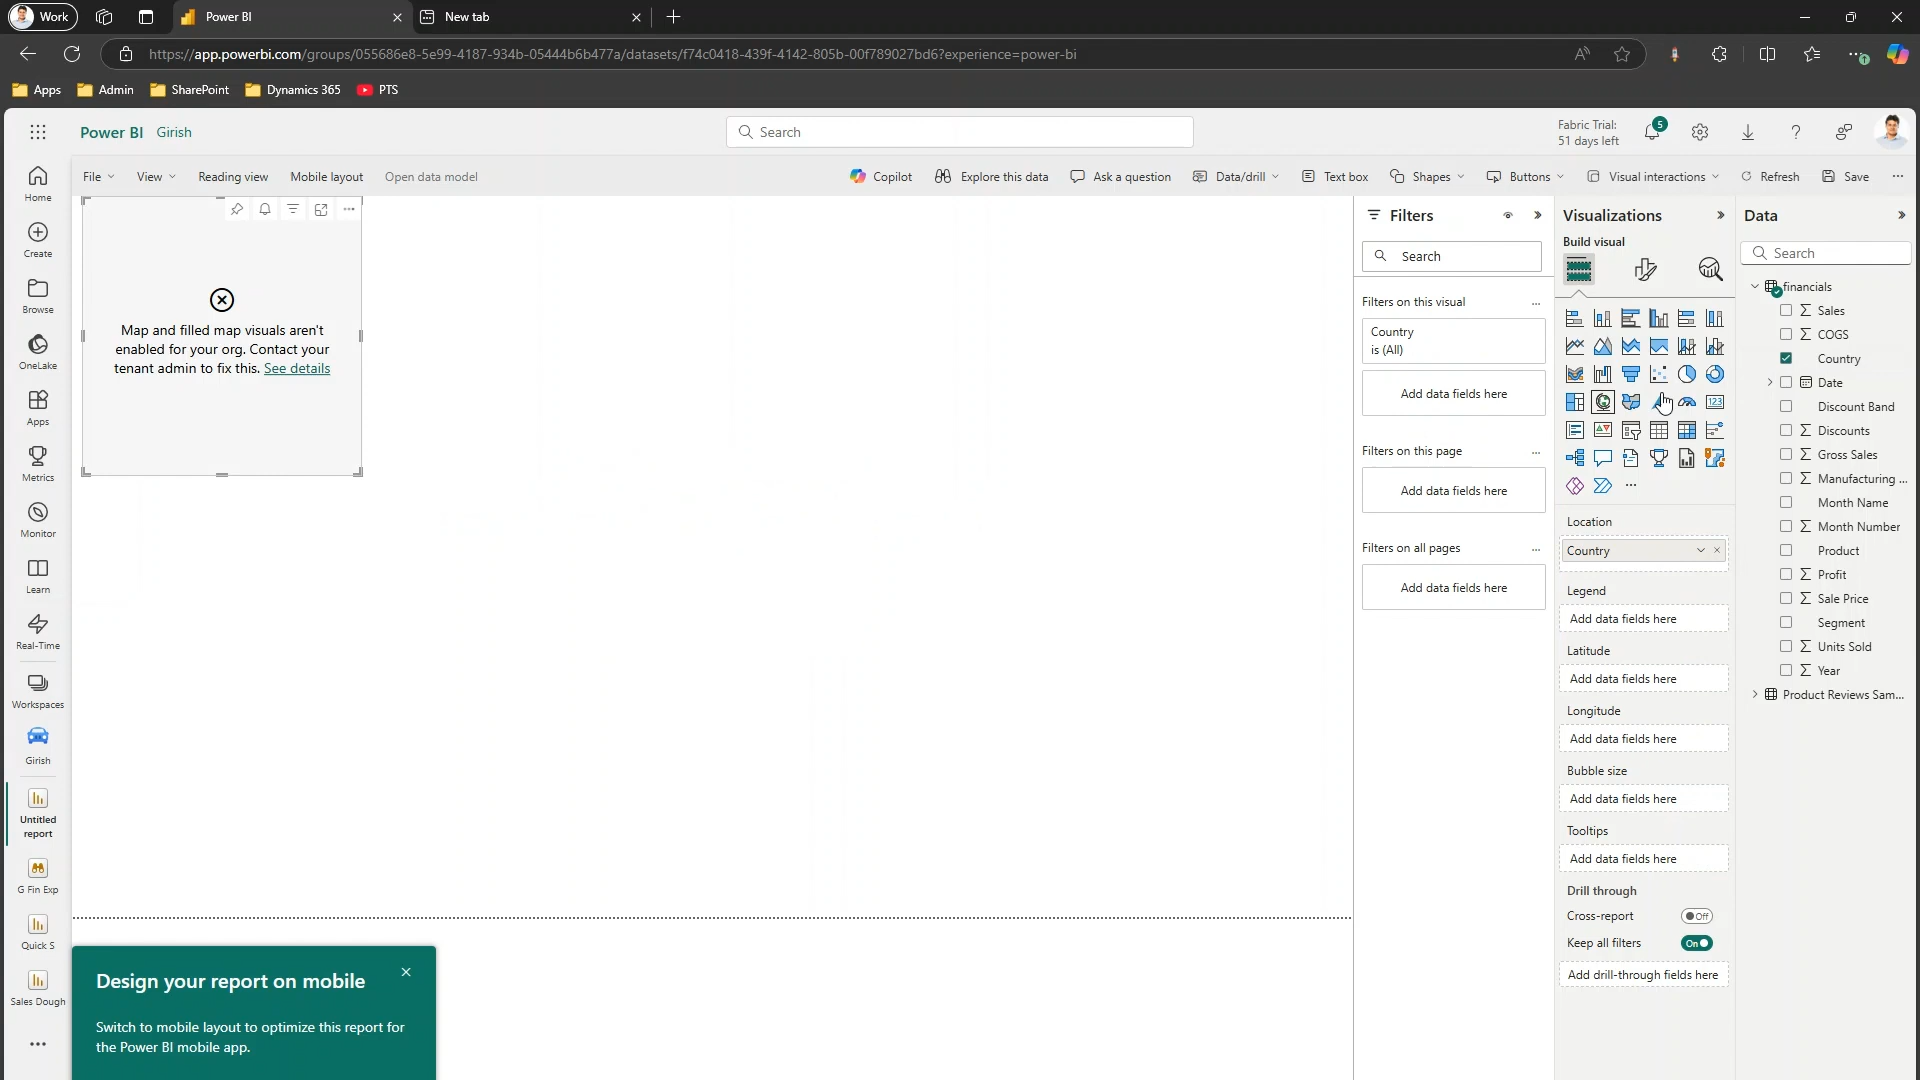 Work
Power BI
New tab
https://app.powerbi.com/groups/055686e8-5e99-4187-934b-05444b6b477a/datasets/f74c0418-439f-4142-805b-00f789027bd6?experience=power-bi
Apps
Admin
SharePoint
Dynamics 365
PTS
Power BI
Girish
Search
Fabric Trial:
51 days left
5
File
View
Reading view
Mobile layout
Open data model
Copilot
Explore this data
Ask a question
Data/drill
Text box
Shapes
Buttons
Visual interactions
Refresh
Save
Home
Create
Browse
OneLake
Apps
Metrics
Monitor
Learn
Real-Time
Workspaces
Girish
Untitled
report
G Fin Exp
Quick S
Sales Dough
Map and filled map visuals aren't
enabled for your org. Contact your
tenant admin to fix this. See details
Design your report on mobile
Switch to mobile layout to optimize this report for
the Power BI mobile app.
Filters
Search
Filters on this visual
Country
is (All)
Add data fields here
Filters on this page
Add data fields here
Filters on all pages
Add data fields here
Visualizations
Build visual
123
Location
Country
Legend
Add data fields here
Latitude
Add data fields here
Longitude
Add data fields here
Bubble size
Add data fields here
Tooltips
Add data fields here
Drill through
Cross-report
Off
Keep all filters
On
Add drill-through fields here
Data
Search
financials
Sales
COGS
Country
Date
Discount Band
Discounts
Gross Sales
Manufacturing ...
Month Name
Month Number
Product
Profit
Sale Price
Segment
Units Sold
Year
Product Reviews Sam...